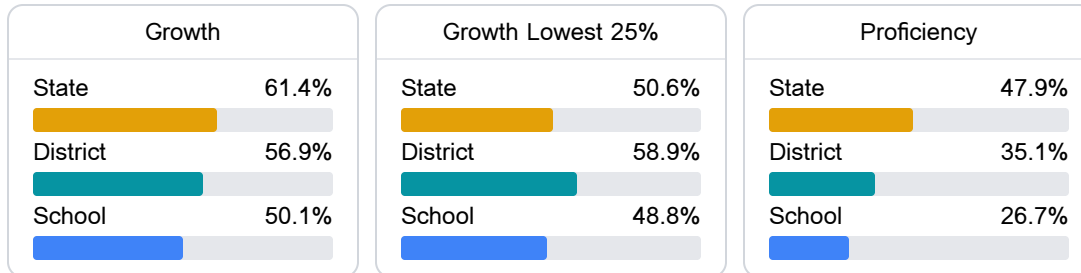 Growth
State 61.4%
District 56.9%
School 50.1%
Growth Lowest 25%
State 50.6%
District 58.9%
School 48.8%
Proficiency
State 47.9%
District 35.1%
School 26.7%